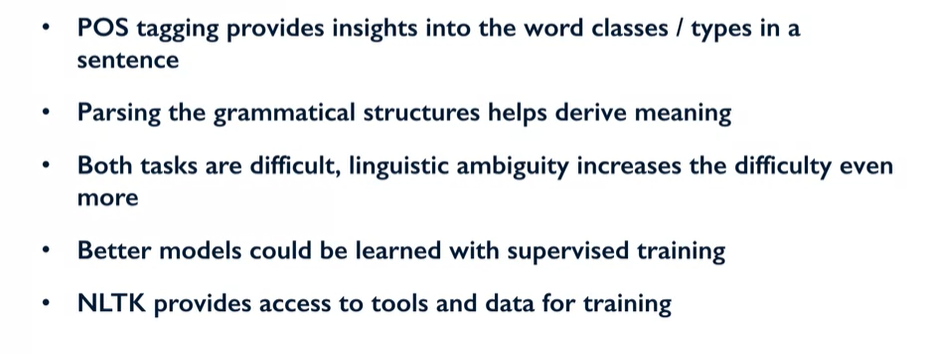 • POS tagging provides insights into the word classes / types in a
sentence
• Parsing the grammatical structures helps derive meaning
• Both tasks are difficult, linguistic ambiguity increases the difficulty even
more
• Better models could be learned with supervised training
• NLTK provides access to tools and data for training